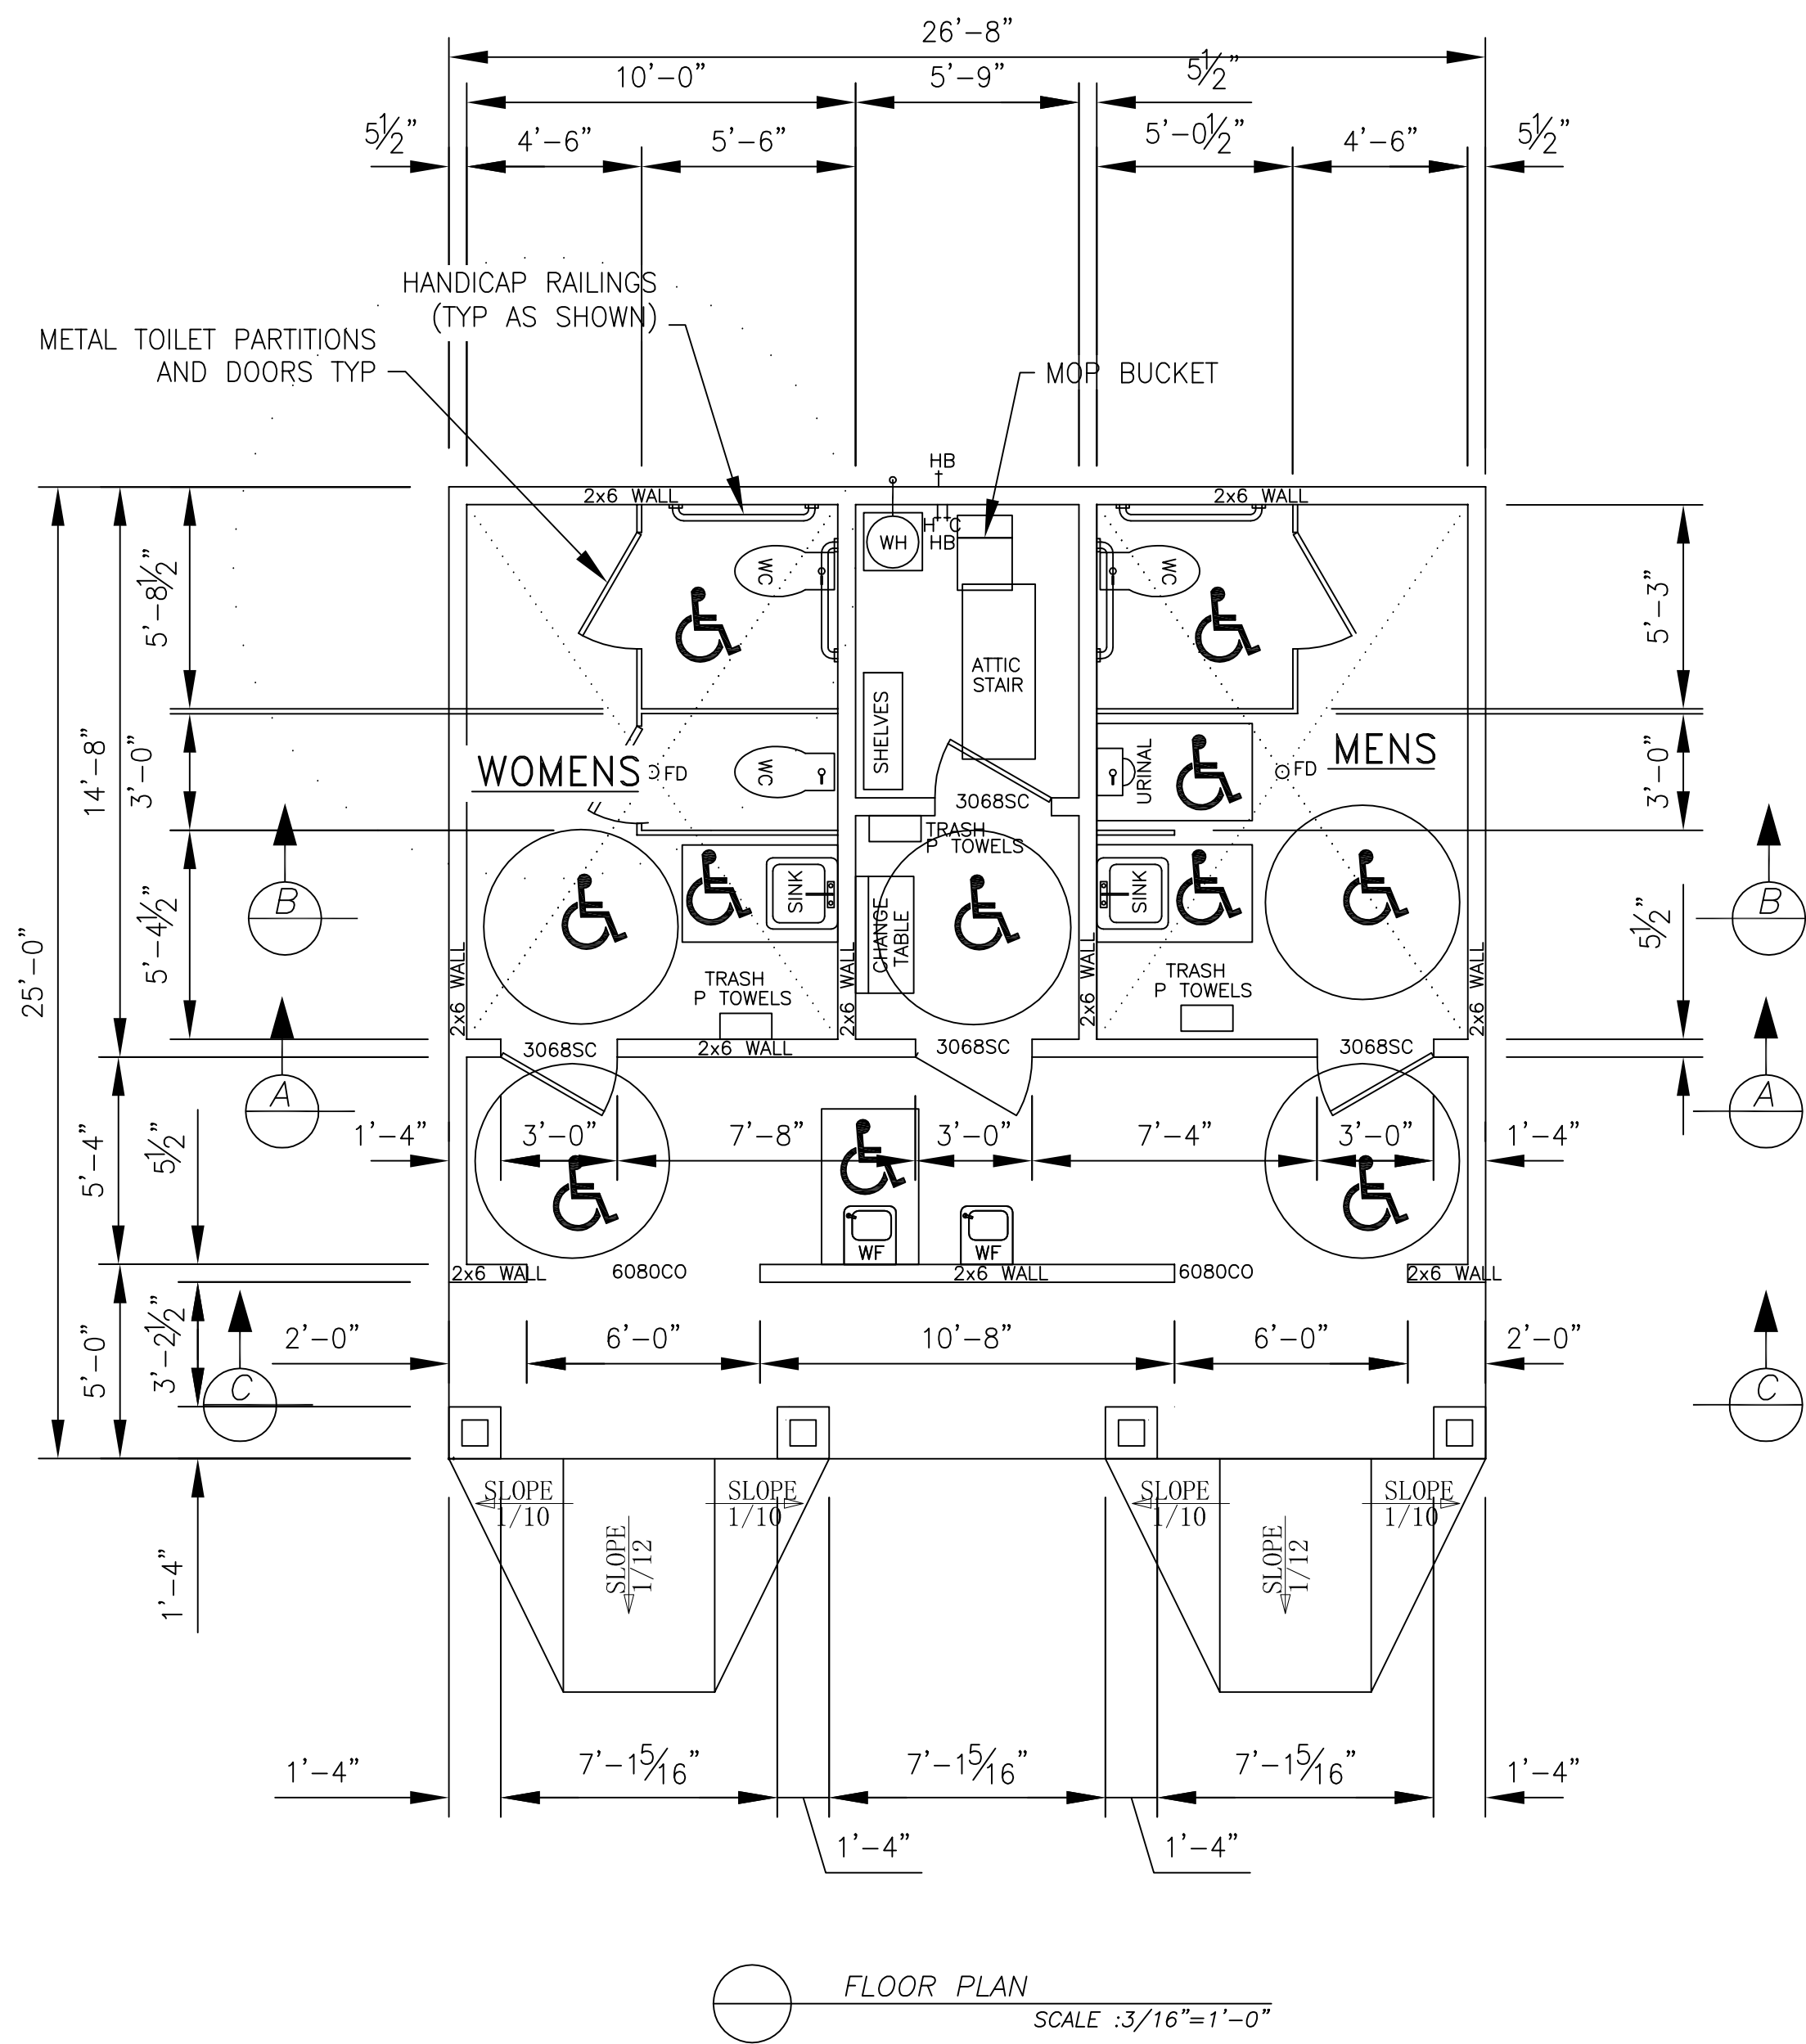 26'-8"
10'-0"
5'-9"
5½"
5½"
4'-6"
5'-6"
5'-0½"
4'-6"
5½"
HANDICAP RAILINGS
(TYP AS SHOWN)
METAL TOILET PARTITIONS
AND DOORS TYP
MOP BUCKET
HB
2x6 WALL
2x6 WALL
H C
HB
WH
WC
WC
5'-8½"
5'-3"
ATTIC
STAIR
SHELVES
WOMENS
FD
WC
URINAL
FD
MENS
14'-8"
3'-0"
3'-0"
3068SC
TRASH
P TOWELS
B
5'-4½"
SINK
CHANGE
TABLE
SINK
5½"
B
25'-0"
2x6 WALL
TRASH
P TOWELS
2x6 WALL
2x6 WALL
TRASH
P TOWELS
2x6 WALL
3068SC
2x6 WALL
3068SC
3068SC
A
A
1'-4"
3'-0"
7'-8"
3'-0"
7'-4"
3'-0"
1'-4"
5'-4"
5½"
WF
WF
2x6 WALL
6080CO
2x6 WALL
6080CO
2x6 WALL
5'-0"
3'-2½"
2'-0"
6'-0"
10'-8"
6'-0"
2'-0"
C
C
SLOPE
1/10
SLOPE
1/10
SLOPE
1/10
SLOPE
1/10
SLOPE
1/12
SLOPE
1/12
1'-4"
1'-4"
7'-1 5/16"
7'-1 5/16"
7'-1 5/16"
1'-4"
1'-4"
1'-4"
FLOOR PLAN
SCALE :3/16"=1'-0"